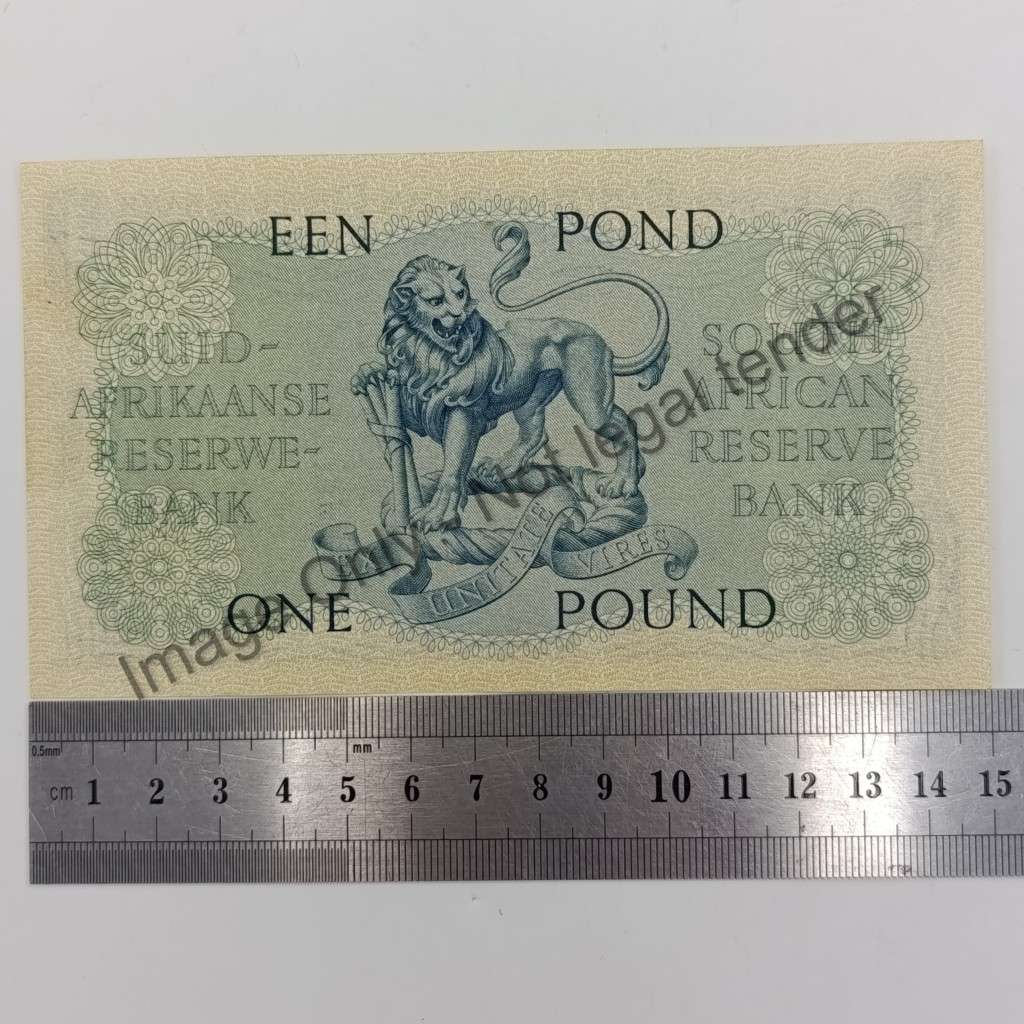 EEN POND
SUID-
AFRIKAANSE
RESERWE-
BANK
SOUTH
AFRICAN
RESERVE
BANK
EX UNITATE VIRES
ONE POUND
Image Only. Not legal tender
0.5mm mm
cm 1 2 3 4 5 6 7 8 9 10 11 12 13 14 15